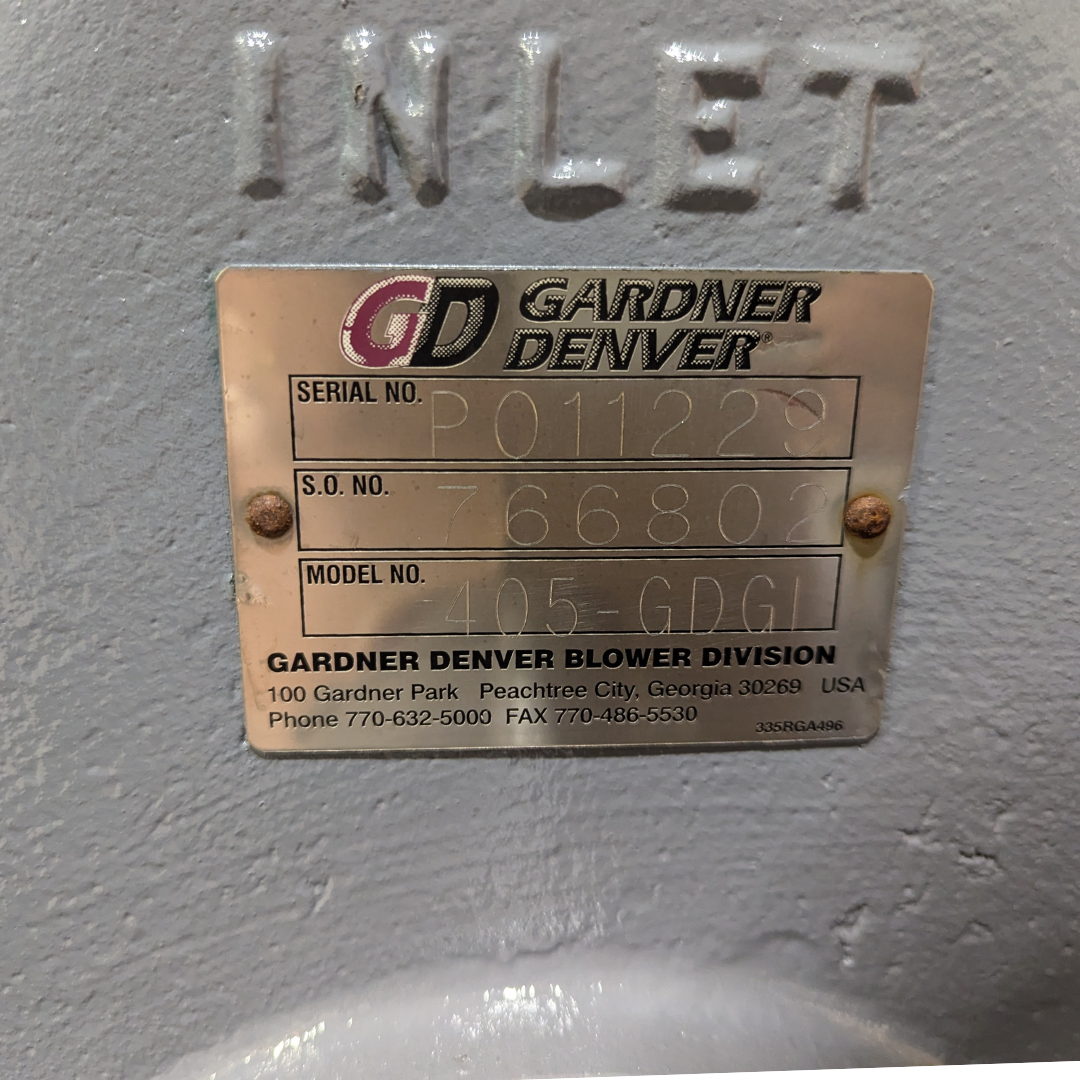 INLET
GD GARDNER
DENVER®
SERIAL NO. P011229
S.O. NO. 766802
MODEL NO. 405-GDGI
GARDNER DENVER BLOWER DIVISION
100 Gardner Park Peachtree City, Georgia 30269 USA
Phone 770-632-5000 FAX 770-486-5530
335RGA496